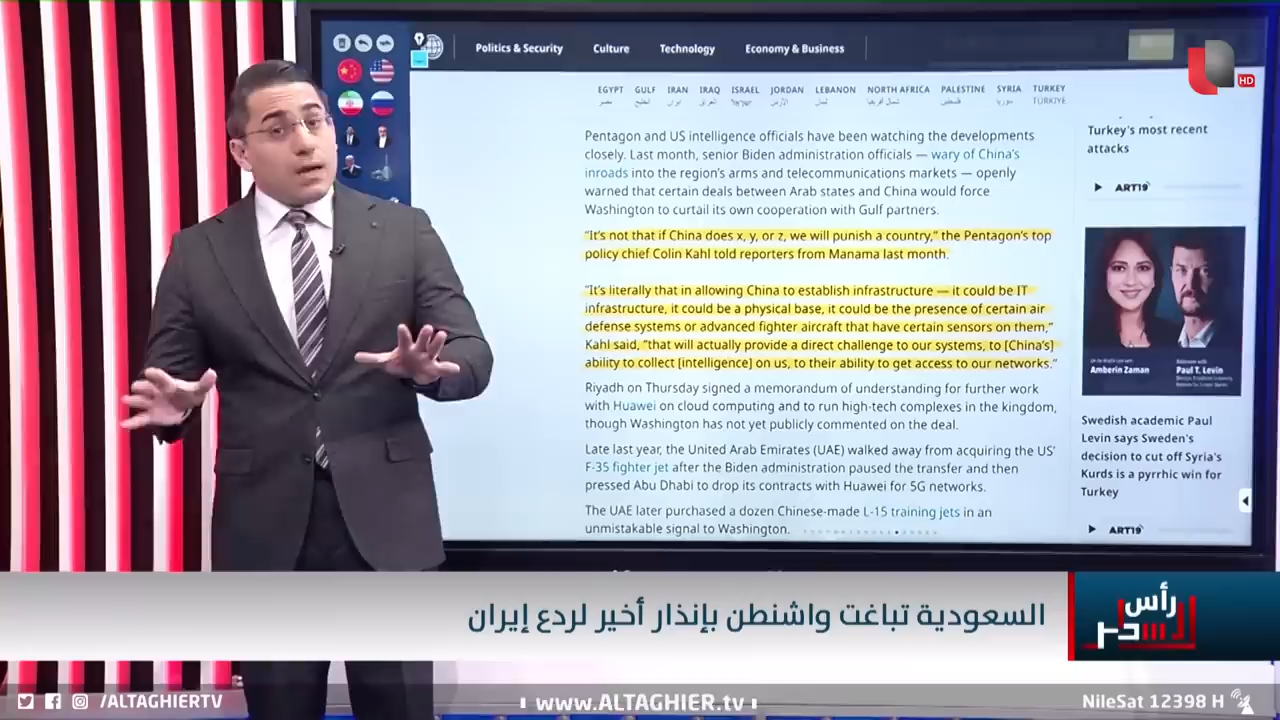 Politics & Security
Culture
Technology
Economy & Business
HD
EGYPT
GULF
IRAN
IRAQ
ISRAEL
JORDAN
LEBANON
NORTH AFRICA
PALESTINE
SYRIA
TURKEY
مصر
الخليج
ایران
العراق
ישראל
الأردن
لبنان
شمال أفريقيا
فلسطين
سوريا
TÜRKIYE
Pentagon and US intelligence officials have been watching the developments
closely. Last month, senior Biden administration officials — wary of China's
inroads into the region's arms and telecommunications markets — openly
warned that certain deals between Arab states and China would force
Washington to curtail its own cooperation with Gulf partners.
"It's not that if China does x, y, or z, we will punish a country," the Pentagon's top
policy chief Colin Kahl told reporters from Manama last month.
"It's literally that in allowing China to establish infrastructure — it could be IT
infrastructure, it could be a physical base, it could be the presence of certain air
defense systems or advanced fighter aircraft that have certain sensors on them,"
Kahl said, "that will actually provide a direct challenge to our systems, to [China's]
ability to collect [intelligence] on us, to their ability to get access to our networks."
Riyadh on Thursday signed a memorandum of understanding for further work
with Huawei on cloud computing and to run high-tech complexes in the kingdom,
though Washington has not yet publicly commented on the deal.
Late last year, the United Arab Emirates (UAE) walked away from acquiring the US'
F-35 fighter jet after the Biden administration paused the transfer and then
pressed Abu Dhabi to drop its contracts with Huawei for 5G networks.
The UAE later purchased a dozen Chinese-made L-15 training jets in an
unmistakable signal to Washington.
Turkey's most recent
attacks
ART19
Amberin Zaman
Paul T. Levin
Swedish academic Paul
Levin says Sweden's
decision to cut off Syria's
Kurds is a pyrrhic win for
Turkey
ART19
السعودية تباغت واشنطن بإنذار أخير لردع إيران
رأس
السطر
/ALTAGHIERTV
www.ALTAGHIER.tv
NileSat 12398 H